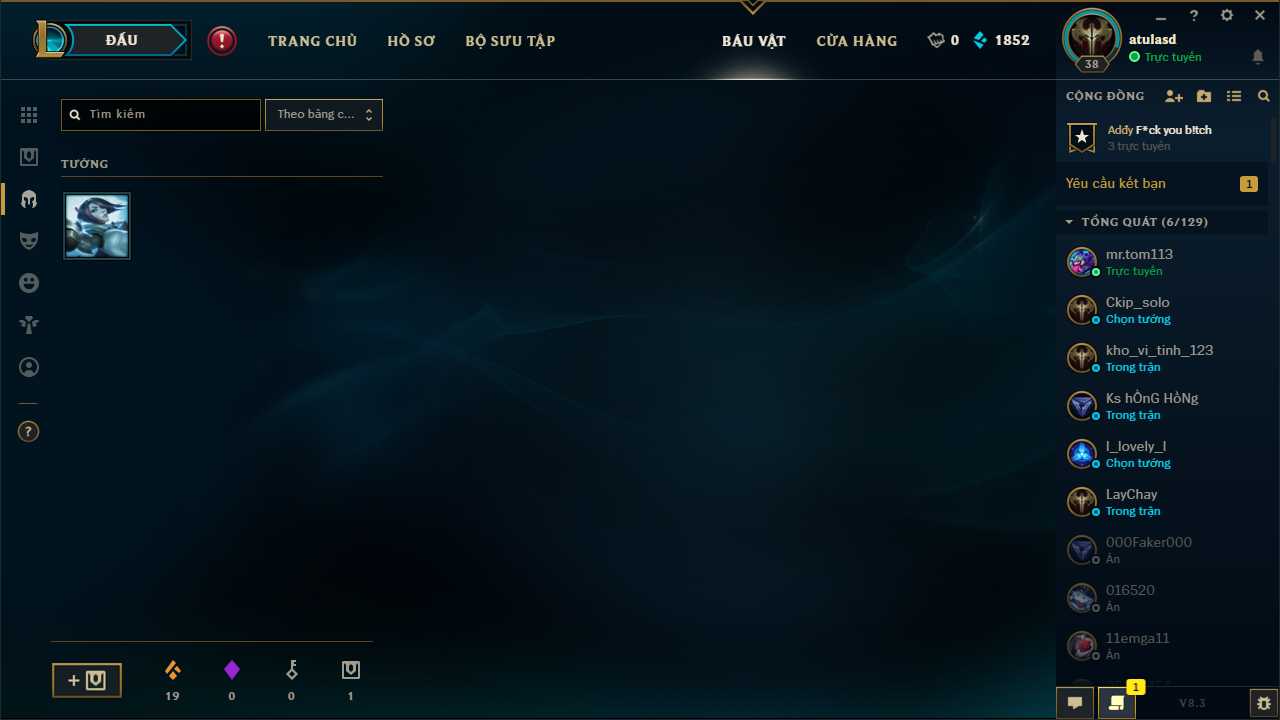 ĐẤU
TRANG CHỦ
HỒ SƠ
BỘ SƯU TẬP
BÁU VẬT
CỬA HÀNG
0
1852
38
atulasd
Trực tuyến
Tìm kiếm
Theo bảng c...
TƯỚNG
CỘNG ĐỒNG
Addy F*ck you b!tch
3 trực tuyến
Yêu cầu kết bạn
1
TỔNG QUÁT (6/129)
mr.tom113
Trực tuyến
Ckip_solo
Chọn tướng
kho_vi_tinh_123
Trong trận
Ks hỒnG HỒNg
Trong trận
I_lovely_I
Chọn tướng
LayChay
Trong trận
000Faker000
Ẩn
016520
Ẩn
11emga11
Ẩn
19
0
0
1
1
V8.3